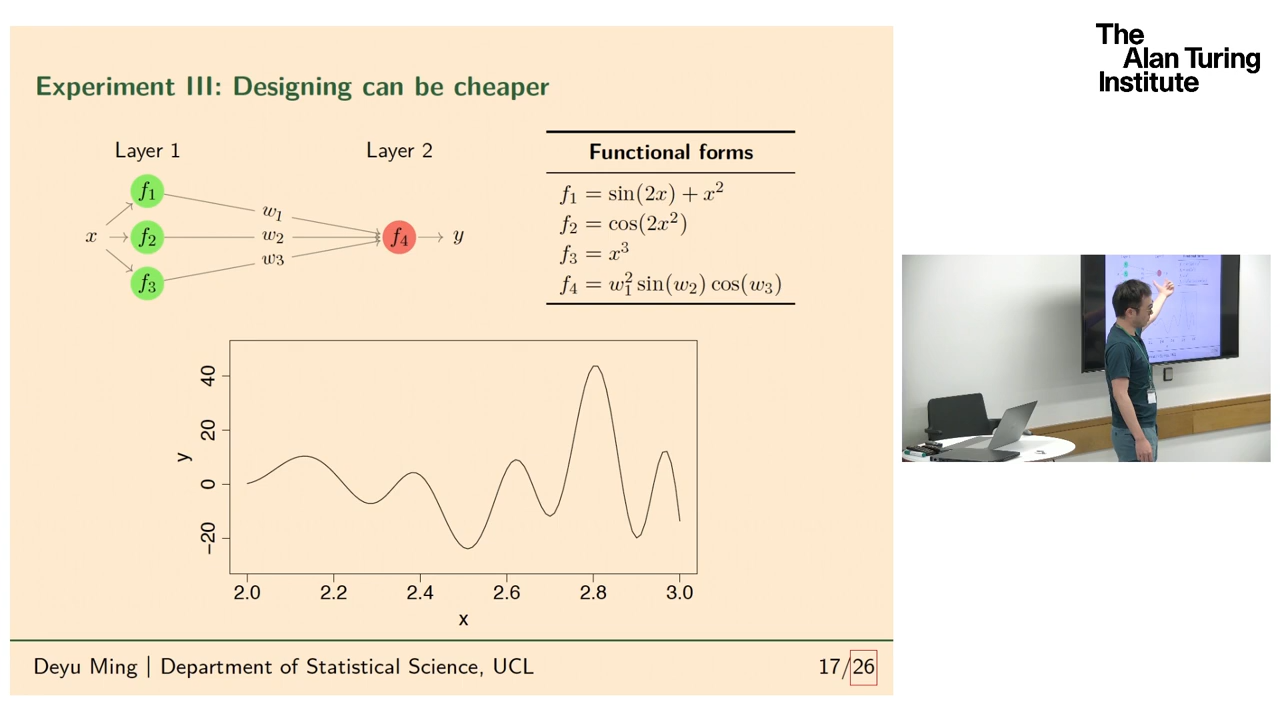 Experiment III: Designing can be cheaper
Layer 1
Layer 2
f₁
f₂
f₃
x
w₁
w₂
w₃
f₄
y
Functional forms
f₁ = sin(2x) + x²
f₂ = cos(2x²)
f₃ = x³
f₄ = w₁² sin(w₂) cos(w₃)
y
40
20
0
−20
2.0 2.2 2.4 2.6 2.8 3.0
x
Deyu Ming | Department of Statistical Science, UCL
17/26
The
Alan Turing
Institute